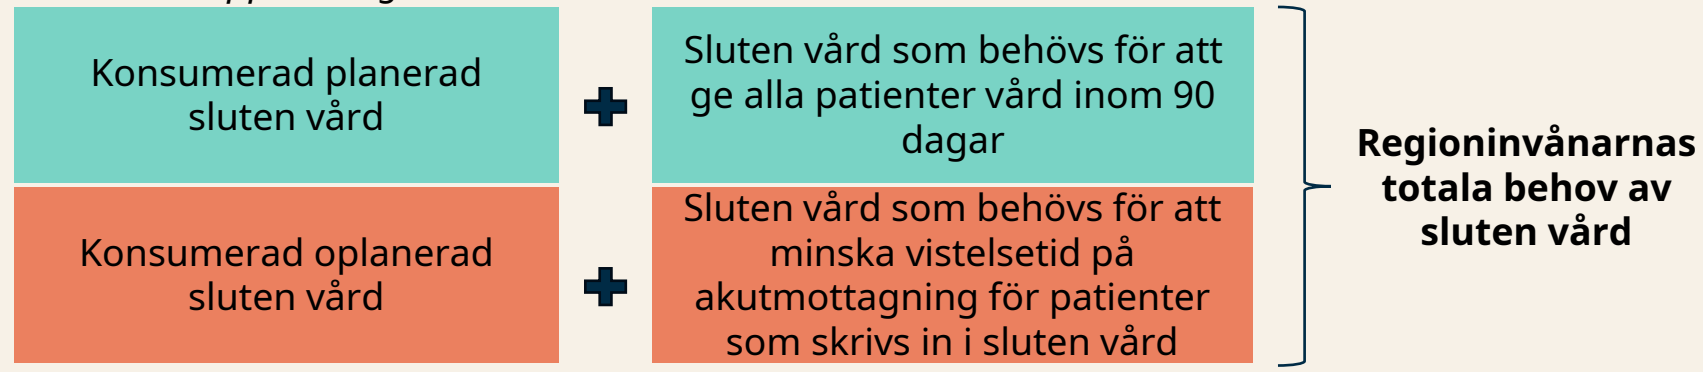 Konsumerad planerad
sluten vård
Sluten vård som behövs för att
ge alla patienter vård inom 90
dagar
Konsumerad oplanerad
sluten vård
Sluten vård som behövs för att
minska vistelsetid på
akutmottagning för patienter
som skrivs in i sluten vård
Regioninvånarnas
totala behov av
sluten vård